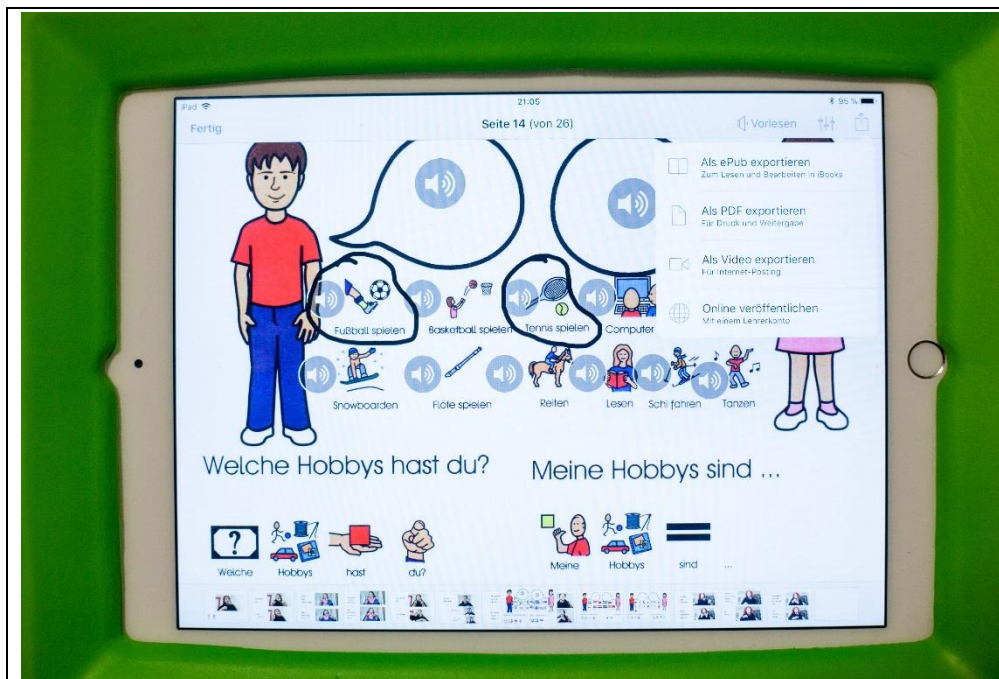 iPad
21:05
95 %
Fertig
Seite 14 (von 26)
Vorlesen
Als ePub exportieren
Zum Lesen und Bearbeiten in iBooks
Als PDF exportieren
Für Druck und Weitergabe
Als Video exportieren
Für Internet-Posting
Online veröffentlichen
Mit einem Lehrerkonto
Fußball spielen
Basketball spielen
Tennis spielen
Computer
Snowboarden
Flöte spielen
Reiten
Lesen
Schi fahren
Tanzen
Welche Hobbys hast du?
Meine Hobbys sind ...
?
Welche Hobbys hast du?
Meine Hobbys sind ...